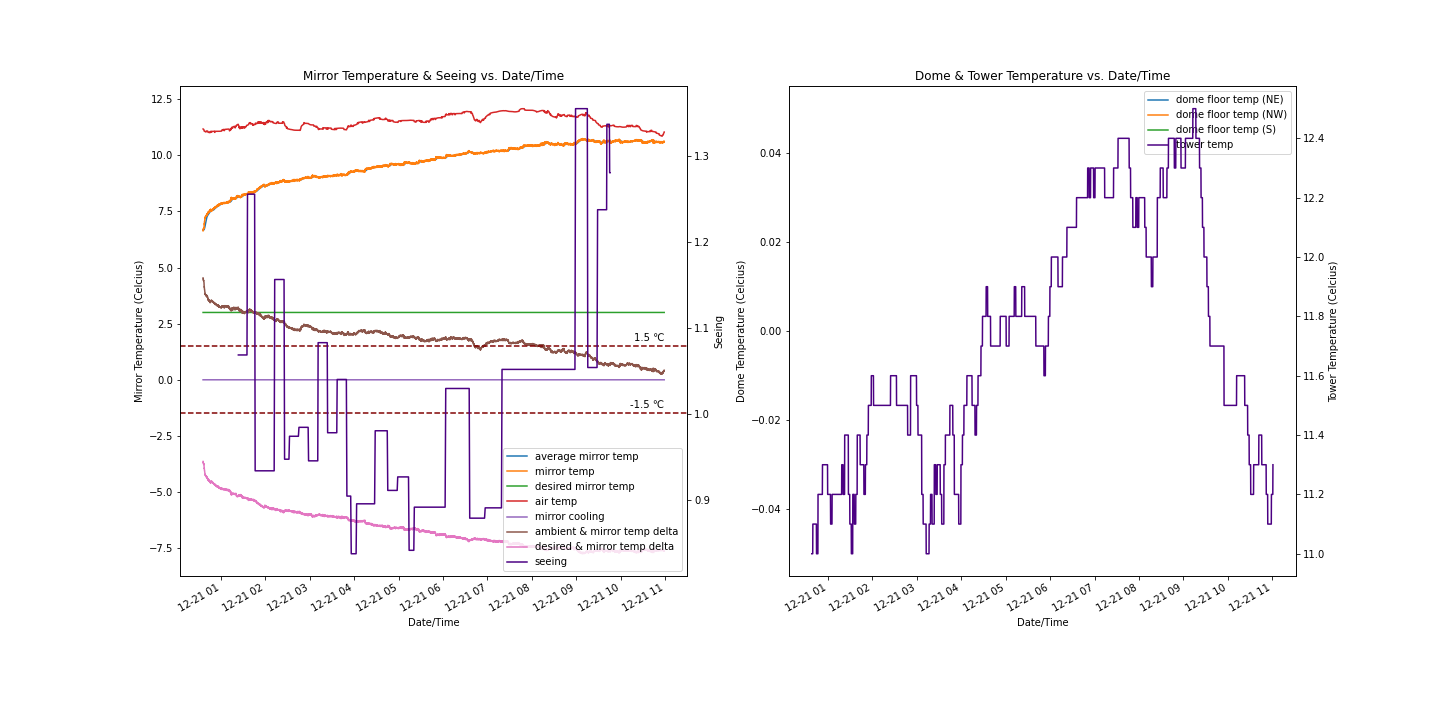 Mirror Temperature & Seeing vs. Date/Time
12.5
10.0
7.5
5.0
2.5
0.0
−2.5
−5.0
−7.5
Mirror Temperature (Celcius)
1.5 °C
-1.5 °C
1.3
1.2
1.1
1.0
0.9
Seeing
average mirror temp
mirror temp
desired mirror temp
air temp
mirror cooling
ambient & mirror temp delta
desired & mirror temp delta
seeing
12-21 01
12-21 02
12-21 03
12-21 04
12-21 05
12-21 06
12-21 07
12-21 08
12-21 09
12-21 10
12-21 11
Date/Time
Dome & Tower Temperature vs. Date/Time
0.04
0.02
0.00
−0.02
−0.04
Dome Temperature (Celcius)
dome floor temp (NE)
dome floor temp (NW)
dome floor temp (S)
tower temp
12.4
12.2
12.0
11.8
11.6
11.4
11.2
11.0
Tower Temperature (Celcius)
12-21 01
12-21 02
12-21 03
12-21 04
12-21 05
12-21 06
12-21 07
12-21 08
12-21 09
12-21 10
12-21 11
Date/Time